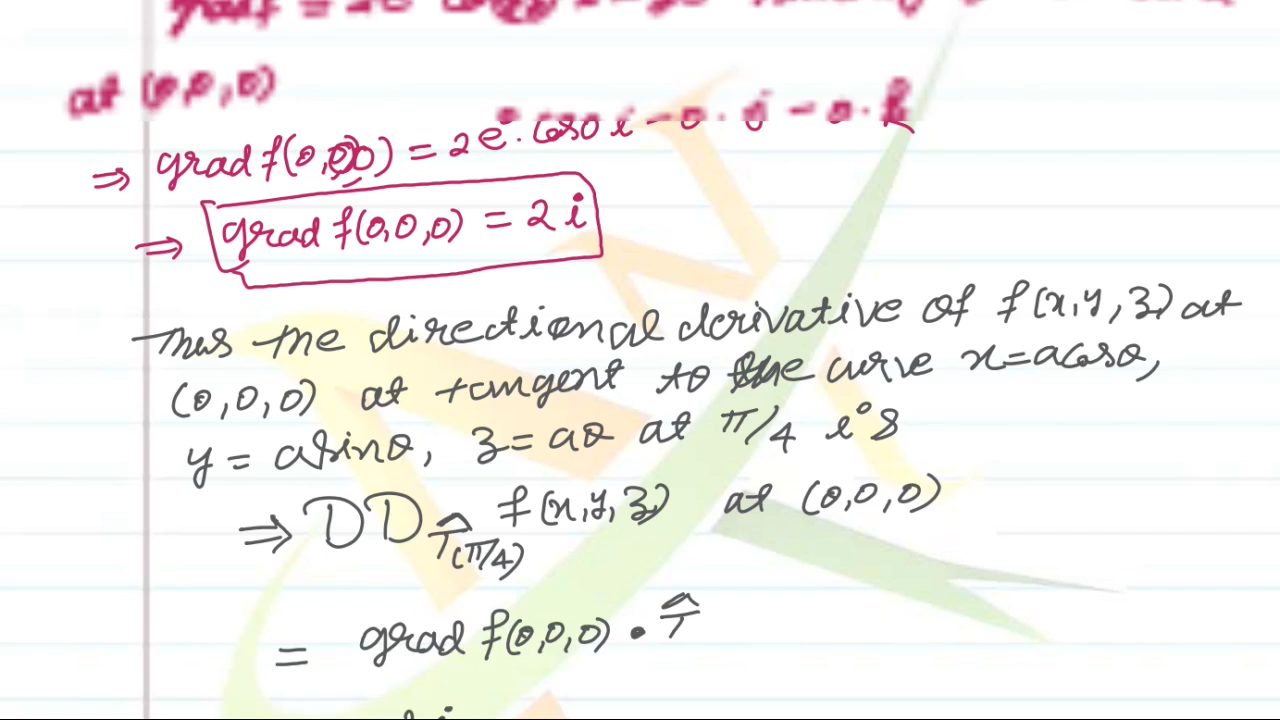 at (0,0,0)
⇒ grad f(0,0,0) = 2e⁰. cos0 i - 0. j - 0. k
⇒ grad f(0,0,0) = 2 i
Thus the directional derivative of f(x,y,z) at
(0,0,0) at tangent to the curve x=acosθ,
y = asinθ, z = aθ at π/4 is
⇒ DD T̂(π/4) f(x,y,z) at (0,0,0)
= grad f(0,0,0) • T̂